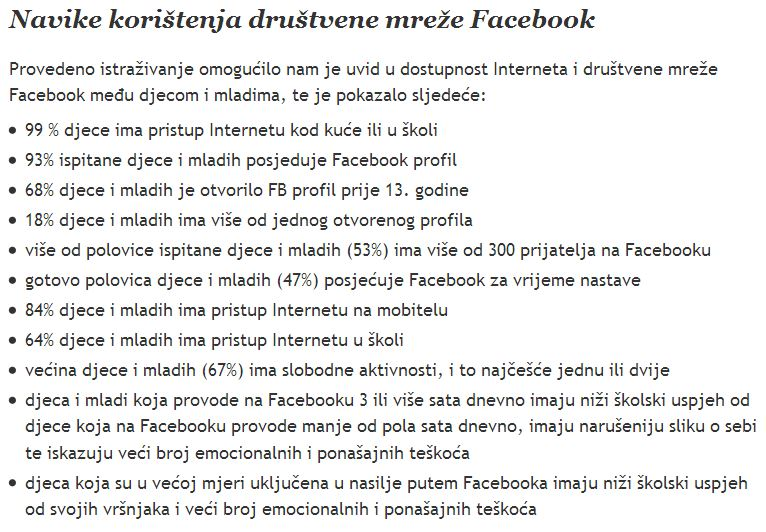 Navike korištenja društvene mreže Facebook
Provedeno istraživanje omogućilo nam je uvid u dostupnost Interneta i društvene mreže
Facebook među djecom i mladima, te je pokazalo sljedeće:
• 99 % djece ima pristup Internetu kod kuće ili u školi
• 93% ispitane djece i mladih posjeduje Facebook profil
• 68% djece i mladih je otvorilo FB profil prije 13. godine
• 18% djece i mladih ima više od jednog otvorenog profila
• više od polovice ispitane djece i mladih (53%) ima više od 300 prijatelja na Facebooku
• gotovo polovica djece i mladih (47%) posjećuje Facebook za vrijeme nastave
• 84% djece i mladih ima pristup Internetu na mobitelu
• 64% djece i mladih ima pristup Internetu u školi
• većina djece i mladih (67%) ima slobodne aktivnosti, i to najčešće jednu ili dvije
• djeca i mladi koja provode na Facebooku 3 ili više sata dnevno imaju niži školski uspjeh od
djece koja na Facebooku provode manje od pola sata dnevno, imaju narušeniju sliku o sebi
te iskazuju veći broj emocionalnih i ponašajnih teškoća
• djeca koja su u većoj mjeri uključena u nasilje putem Facebooka imaju niži školski uspjeh
od svojih vršnjaka i veći broj emocionalnih i ponašajnih teškoća